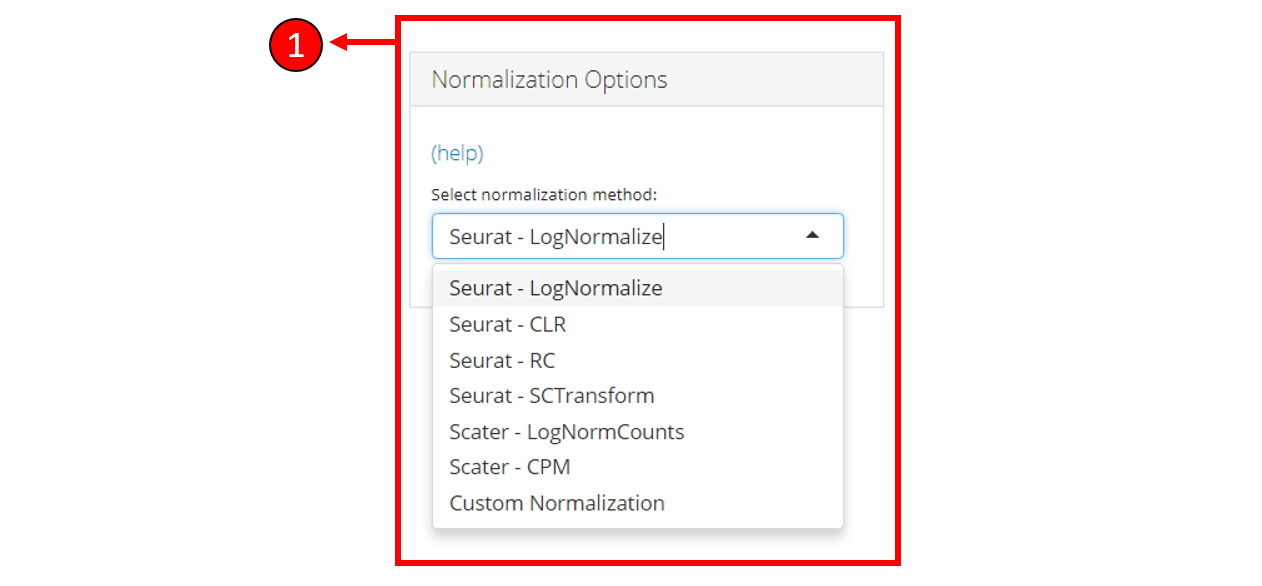 1
Normalization Options
(help)
Select normalization method:
Seurat - LogNormalize
Seurat - LogNormalize
Seurat - CLR
Seurat - RC
Seurat - SCTransform
Scater - LogNormCounts
Scater - CPM
Custom Normalization